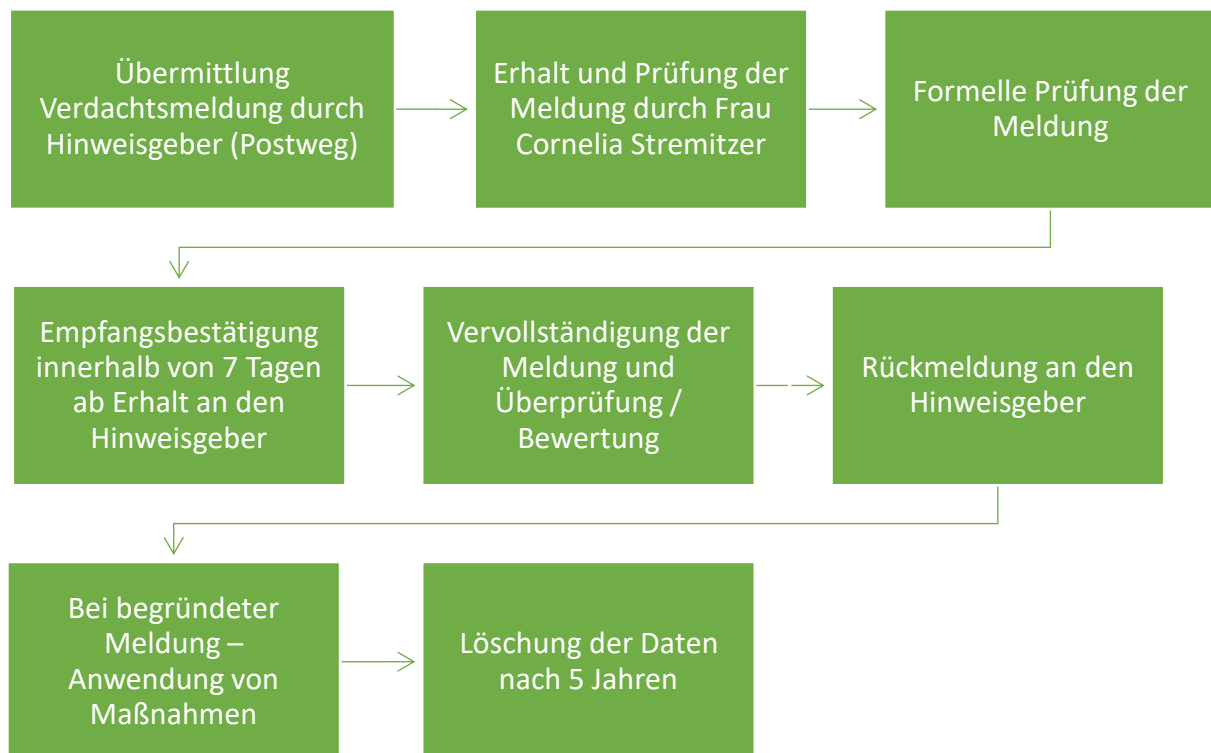 Übermittlung
Verdachtsmeldung durch
Hinweisgeber (Postweg)
Erhalt und Prüfung der
Meldung durch Frau
Cornelia Stremitzer
Formelle Prüfung der
Meldung
Empfangsbestätigung
innerhalb von 7 Tagen
ab Erhalt an den
Hinweisgeber
Vervollständigung der
Meldung und
Überprüfung /
Bewertung
Rückmeldung an den
Hinweisgeber
Bei begründeter
Meldung –
Anwendung von
Maßnahmen
Löschung der Daten
nach 5 Jahren